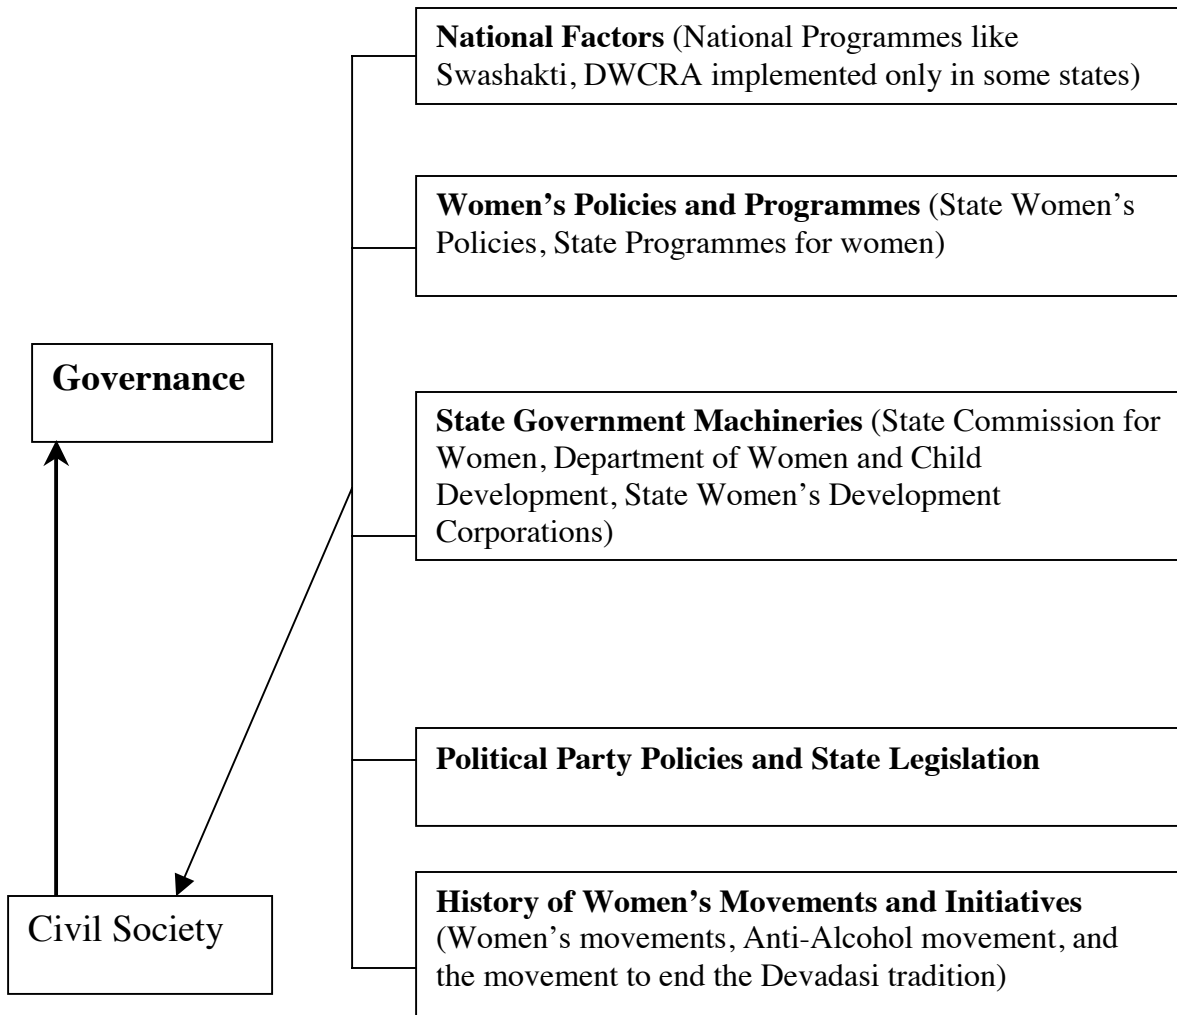 National Factors (National Programmes like
Swashakti, DWCRA implemented only in some states)
Women’s Policies and Programmes (State Women’s
Policies, State Programmes for women)
Governance
State Government Machineries (State Commission for
Women, Department of Women and Child
Development, State Women’s Development
Corporations)
Political Party Policies and State Legislation
Civil Society
History of Women’s Movements and Initiatives
(Women’s movements, Anti-Alcohol movement, and
the movement to end the Devadasi tradition)